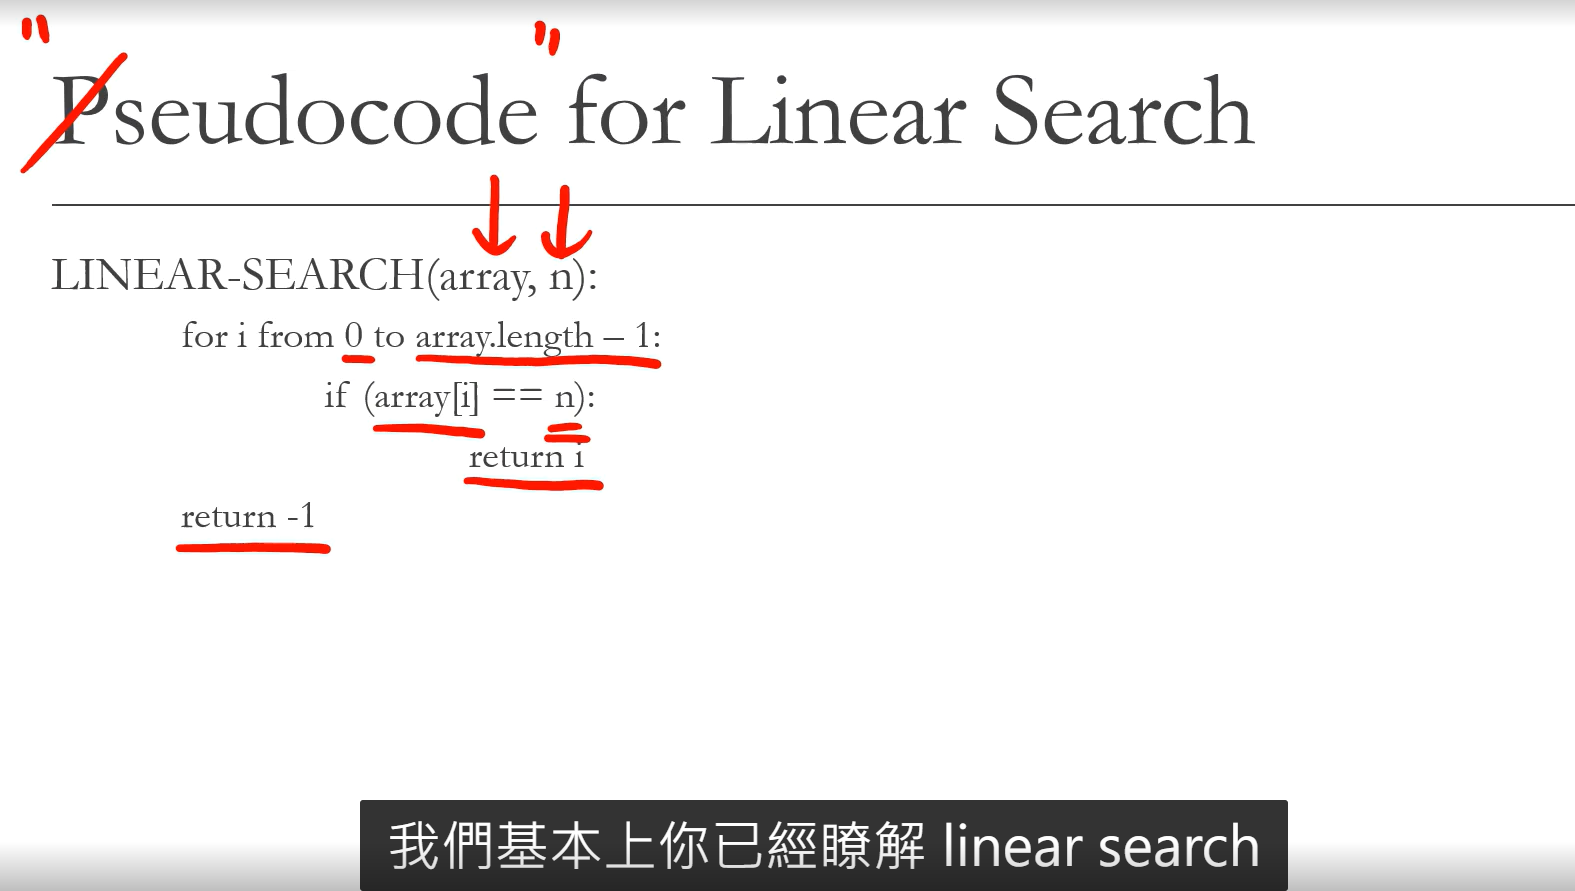 " Pseudocode " for Linear Search
LINEAR-SEARCH(array, n):
for i from 0 to array.length – 1:
if (array[i] == n):
return i
return -1
我們基本上你已經瞭解 linear search